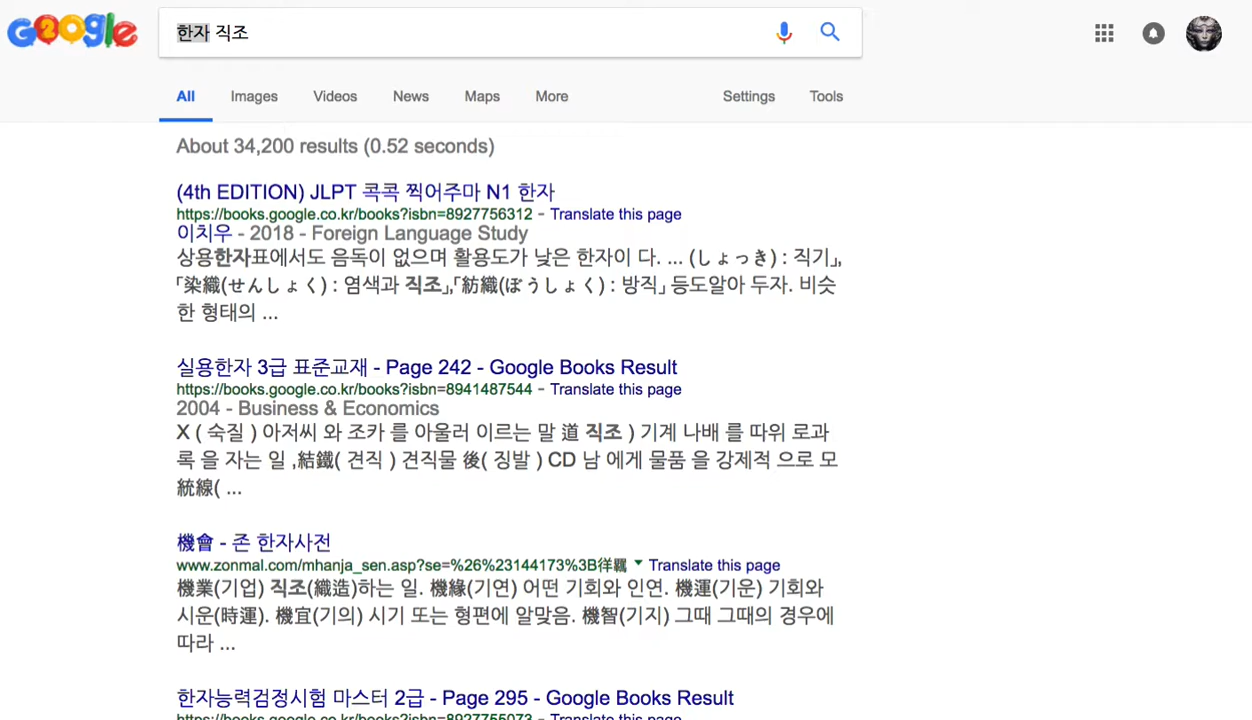 Google
한자 직조
All Images Videos News Maps More Settings Tools
About 34,200 results (0.52 seconds)
(4th EDITION) JLPT 콕콕 찍어주마 N1 한자
https://books.google.co.kr/books?isbn=8927756312 - Translate this page
이치우 - 2018 - Foreign Language Study
상용한자표에서도 음독이 없으며 활용도가 낮은 한자이 다. ... (しょっき) : 직기」,
「染織(せんしょく) : 염색과 직조」,「紡織(ぼうしょく) : 방직」 등도알아 두자. 비슷
한 형태의 ...
실용한자 3급 표준교재 - Page 242 - Google Books Result
https://books.google.co.kr/books?isbn=8941487544 - Translate this page
2004 - Business & Economics
X ( 숙질 ) 아저씨 와 조카 를 아울러 이르는 말 道 직조 ) 기계 나배 를 따위 로과
록 을 자는 일 ,結鐵( 견직 ) 견직물 後( 징발 ) CD 남 에게 물품 을 강제적 으로 모
統線( ...
機會 - 존 한자사전
www.zonmal.com/mhanja_sen.asp?se=%26%23144173%3B徉羈 Translate this page
機業(기업) 직조(織造)하는 일. 機緣(기연) 어떤 기회와 인연. 機運(기운) 기회와
시운(時運). 機宜(기의) 시기 또는 형편에 알맞음. 機智(기지) 그때 그때의 경우에
따라 ...
한자능력검정시험 마스터 2급 - Page 295 - Google Books Result
https://books.google.co.kr/books?isbn=8927755073 - Translate this page